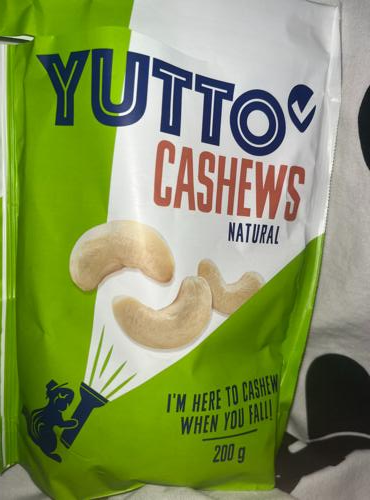 YUTTO
CASHEWS
NATURAL
I'M HERE TO CASHEW
WHEN YOU FALL!
200 g